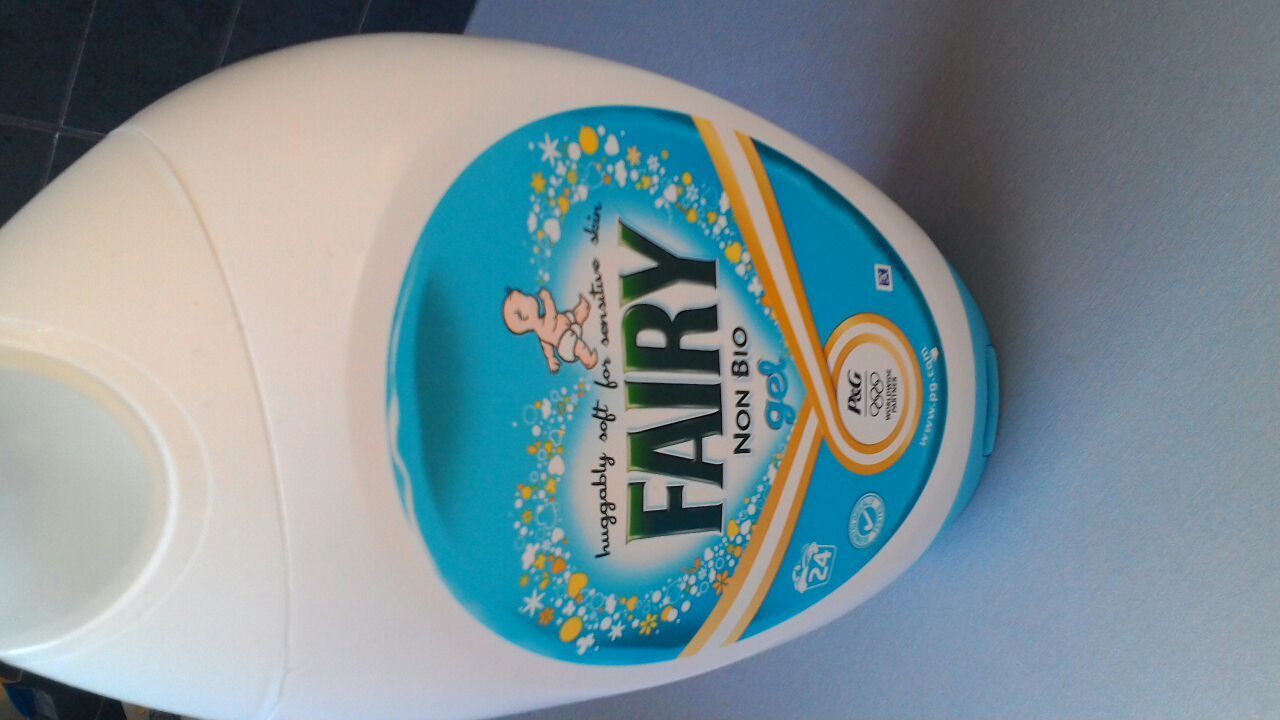 huggably soft for sensitive skin
FAIRY
NON BIO
gel
P&G
WORLDWIDE
PARTNER
24
www.pg.com